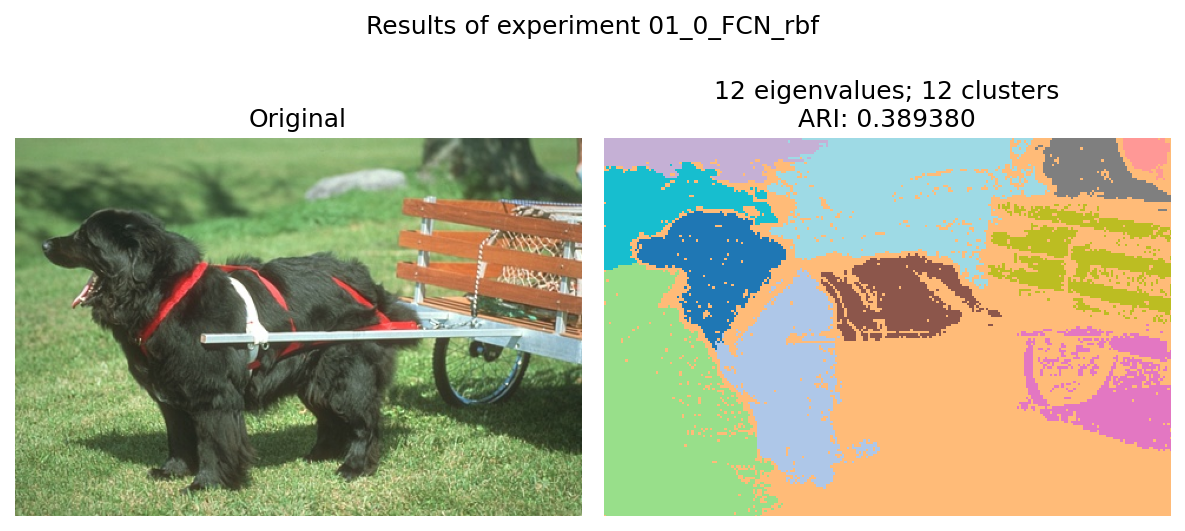 Results of experiment 01_0_FCN_rbf
Original
12 eigenvalues; 12 clusters
ARI: 0.389380